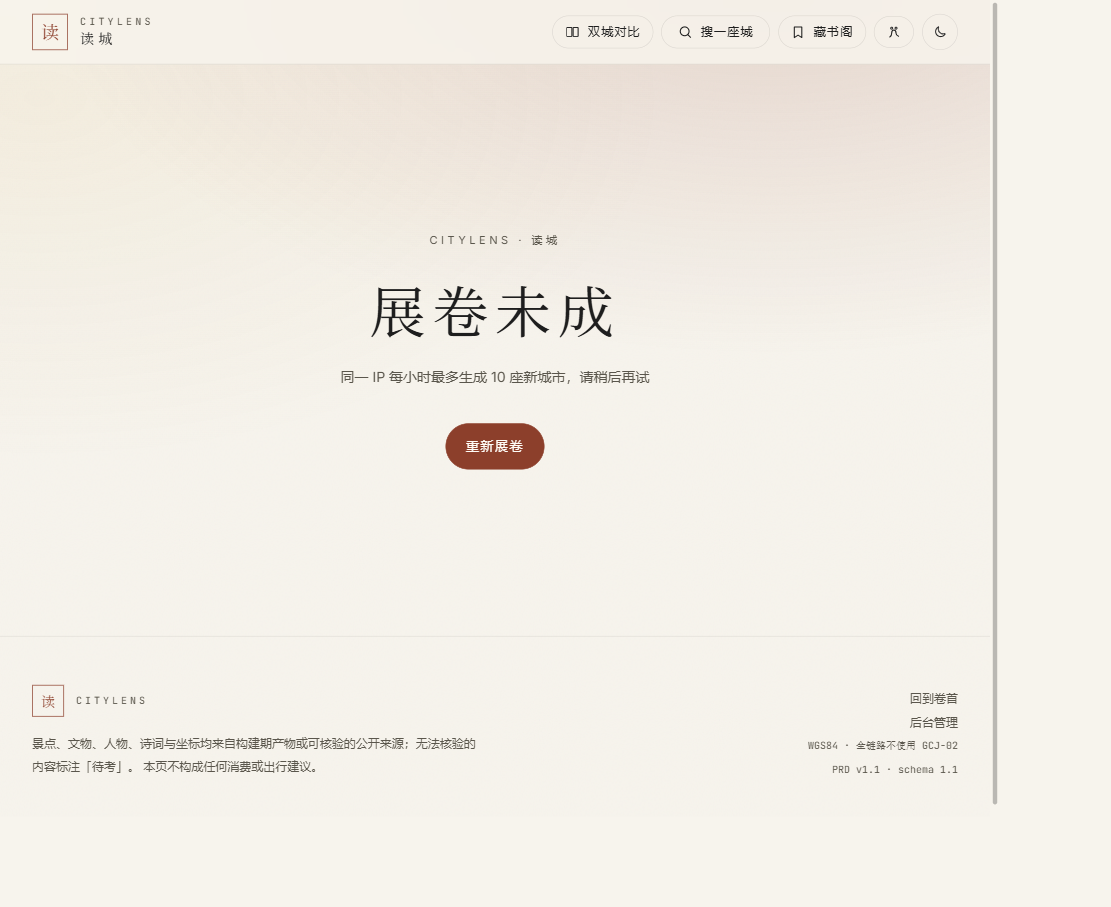 读
CITYLENS
读城
双城对比
搜一座城
藏书阁
CITYLENS · 读城
展卷未成
同一 IP 每小时最多生成 10 座新城市，请稍后再试
重新展卷
读
CITYLENS
景点、文物、人物、诗词与坐标均来自构建期产物或可核验的公开来源；无法核验的
内容标注「待考」。 本页不构成任何消费或出行建议。
回到卷首
后台管理
WGS84 · 全链路不使用 GCJ-02
PRD v1.1 · schema 1.1